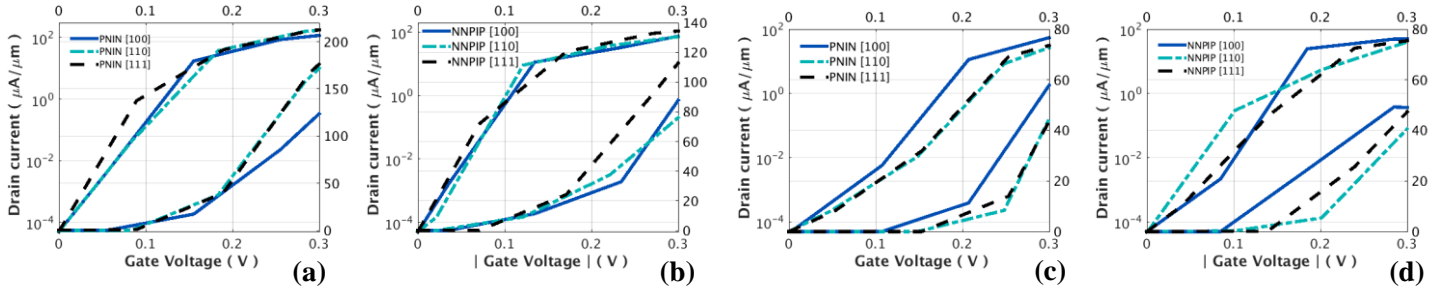 0 0.1 0.2 0.3
10^2
10^0
10^-2
10^-4
Drain current ( μA/μm)
PNIN [100]
PNIN [110]
PNIN [111]
200
150
100
50
0
0 0.1 0.2 0.3
Gate Voltage ( V )
(a)
0 0.1 0.2 0.3
10^2
10^0
10^-2
10^-4
Drain current ( μA/μm)
NNPIP [100]
NNPIP [110]
NNPIP [111]
140
120
100
80
60
40
20
0
0 0.1 0.2 0.3
| Gate Voltage | ( V )
(b)
0 0.1 0.2 0.3
10^2
10^0
10^-2
10^-4
Drain current ( μA/μm)
PNIN [100]
PNIN [110]
PNIN [111]
80
60
40
20
0
0 0.1 0.2 0.3
Gate Voltage ( V )
(c)
0 0.1 0.2 0.3
10^2
10^0
10^-2
10^-4
Drain current ( μA/μm)
NNPIP [100]
NNPIP [110]
NNPIP [111]
80
60
40
20
0
0 0.1 0.2 0.3
| Gate Voltage | ( V )
(d)